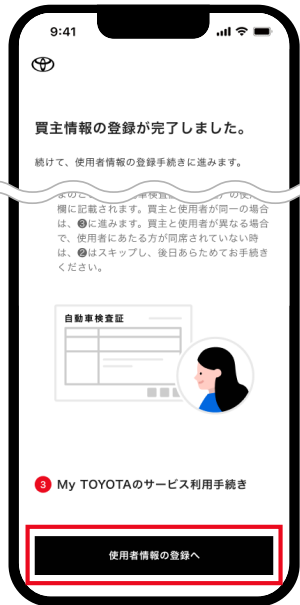 9:41
買主情報の登録が完了しました。
続けて、使用者情報の登録手続きに進みます。
欄に記載されます。買主と使用者が同一の場合
は、❸に進みます。買主と使用者が異なる場合
で、使用者にあたる方が同席されていない時
は、❷はスキップし、後日あらためてお手続き
ください。
自動車検査証
3 My TOYOTAのサービス利用手続き
使用者情報の登録へ